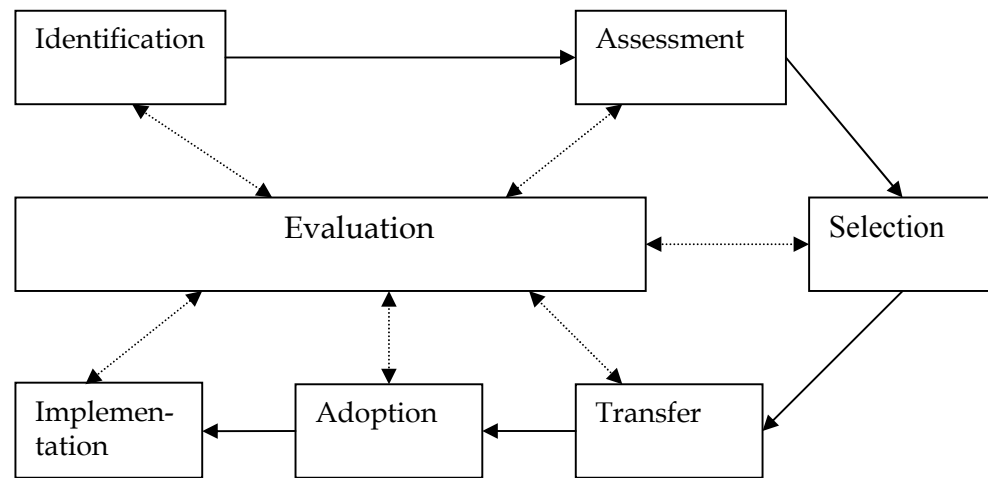 Identification
Assessment
Evaluation
Selection
Implemen-
tation
Adoption
Transfer